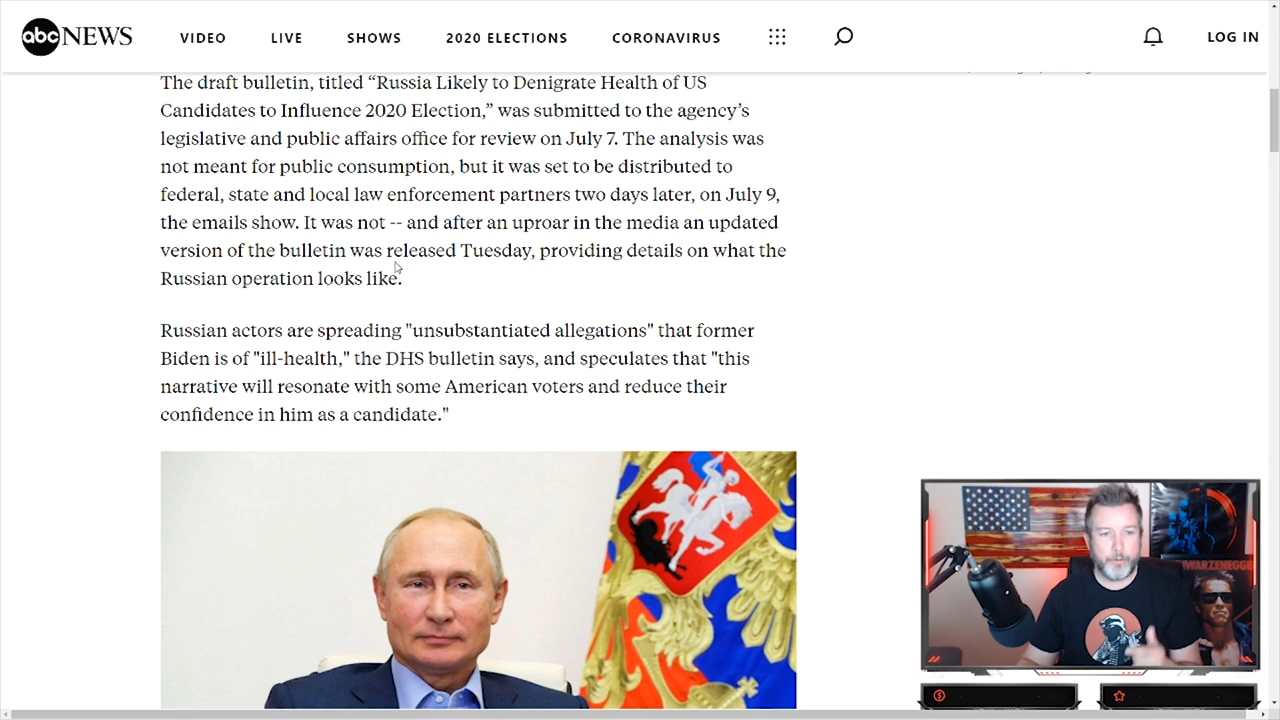 abc NEWS VIDEO LIVE SHOWS 2020 ELECTIONS CORONAVIRUS LOG IN
The draft bulletin, titled “Russia Likely to Denigrate Health of US
Candidates to Influence 2020 Election,” was submitted to the agency’s
legislative and public affairs office for review on July 7. The analysis was
not meant for public consumption, but it was set to be distributed to
federal, state and local law enforcement partners two days later, on July 9,
the emails show. It was not -- and after an uproar in the media an updated
version of the bulletin was released Tuesday, providing details on what the
Russian operation looks like.
Russian actors are spreading "unsubstantiated allegations" that former
Biden is of "ill-health," the DHS bulletin says, and speculates that "this
narrative will resonate with some American voters and reduce their
confidence in him as a candidate."
WARZENEGGE